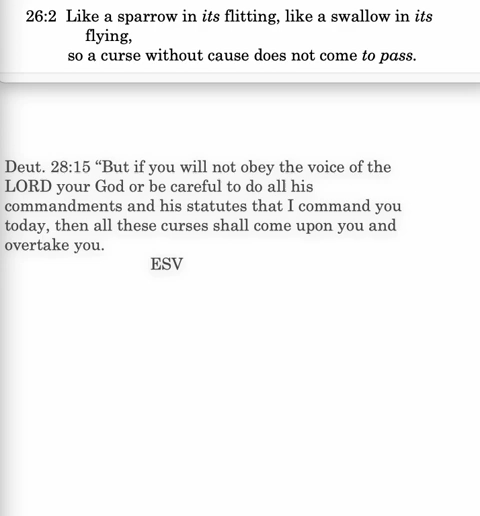 26:2 Like a sparrow in its flitting, like a swallow in its
flying,
so a curse without cause does not come to pass.
Deut. 28:15 “But if you will not obey the voice of the
LORD your God or be careful to do all his
commandments and his statutes that I command you
today, then all these curses shall come upon you and
overtake you.
ESV